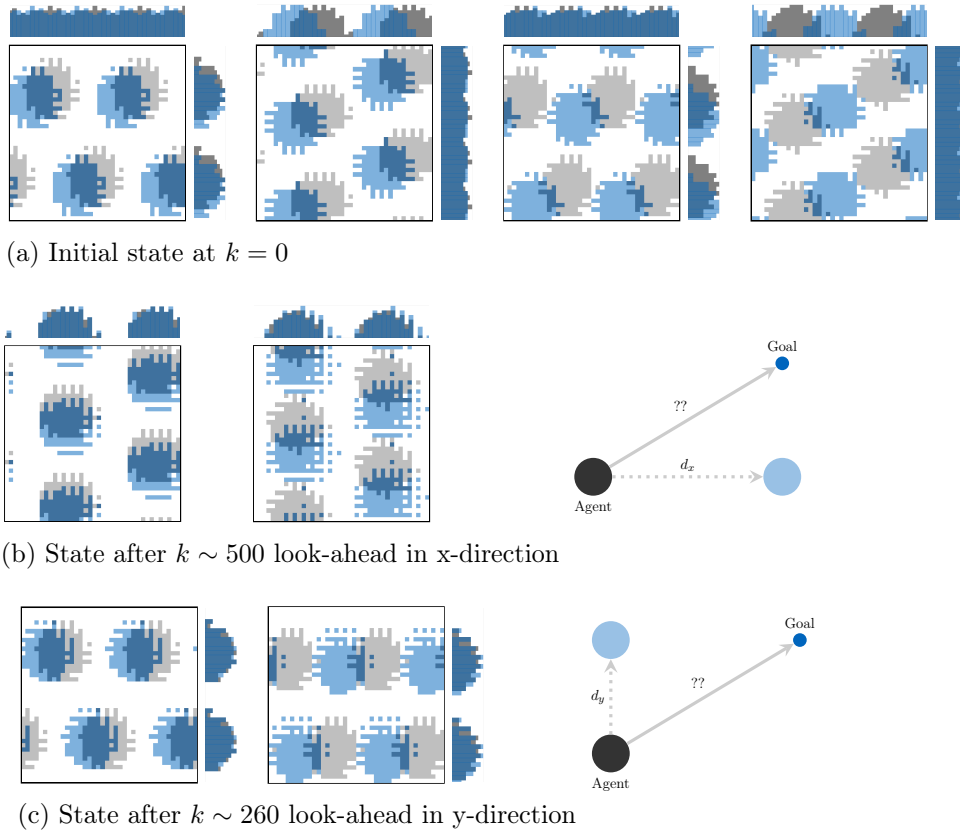 (a) Initial state at k = 0
Goal
??
d_x
Agent
(b) State after k ∼ 500 look-ahead in x-direction
Goal
??
d_y
Agent
(c) State after k ∼ 260 look-ahead in y-direction